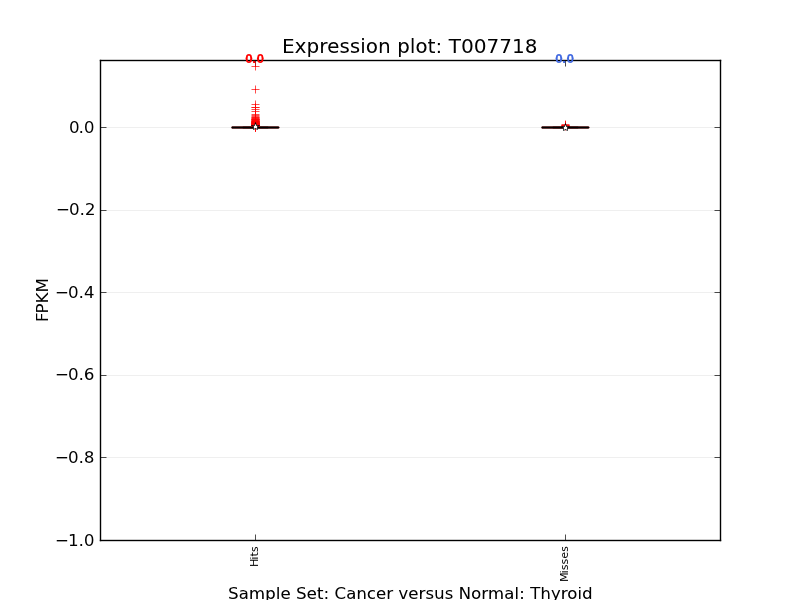 Expression plot: T007718
0.0 0.0
0.0
−0.2
−0.4
FPKM
−0.6
−0.8
−1.0
Hits Misses
Sample Set: Cancer versus Normal: Thyroid